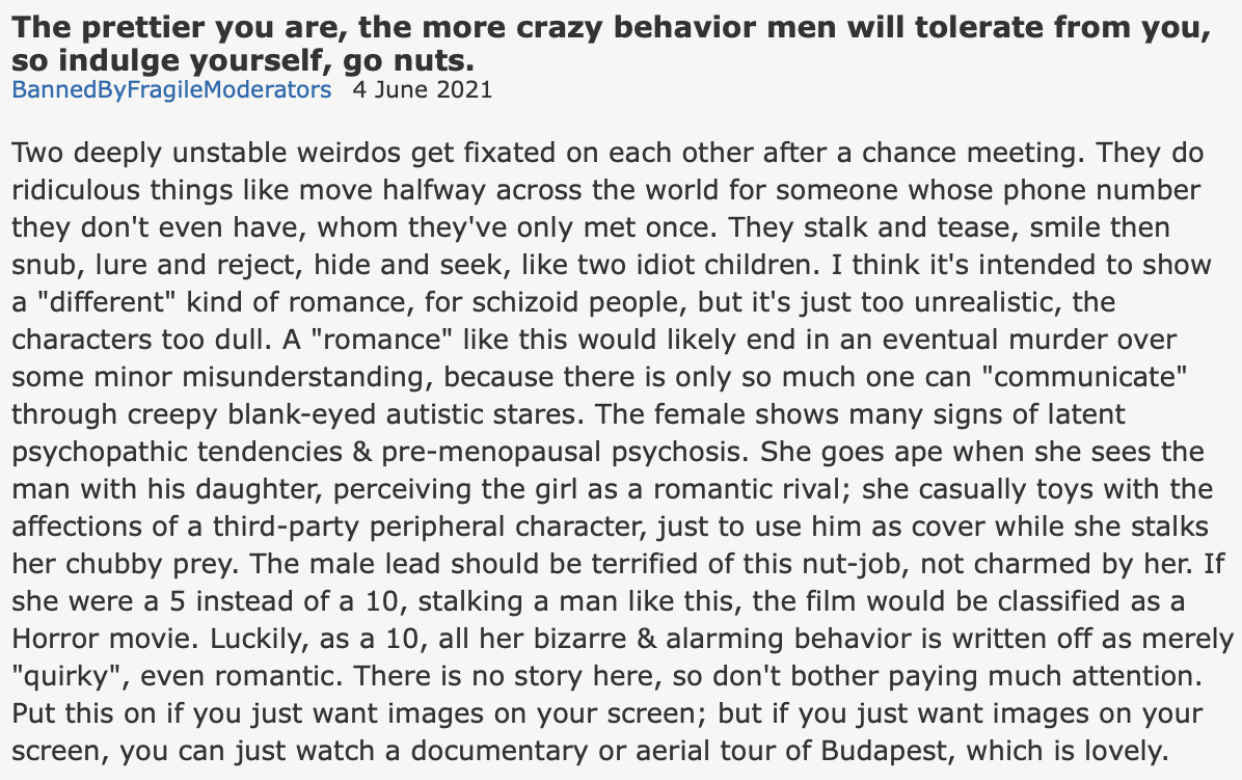 The prettier you are, the more crazy behavior men will tolerate from you,
so indulge yourself, go nuts.
BannedByFragileModerators 4 June 2021
Two deeply unstable weirdos get fixated on each other after a chance meeting. They do
ridiculous things like move halfway across the world for someone whose phone number
they don't even have, whom they've only met once. They stalk and tease, smile then
snub, lure and reject, hide and seek, like two idiot children. I think it's intended to show
a "different" kind of romance, for schizoid people, but it's just too unrealistic, the
characters too dull. A "romance" like this would likely end in an eventual murder over
some minor misunderstanding, because there is only so much one can "communicate"
through creepy blank-eyed autistic stares. The female shows many signs of latent
psychopathic tendencies & pre-menopausal psychosis. She goes ape when she sees the
man with his daughter, perceiving the girl as a romantic rival; she casually toys with the
affections of a third-party peripheral character, just to use him as cover while she stalks
her chubby prey. The male lead should be terrified of this nut-job, not charmed by her. If
she were a 5 instead of a 10, stalking a man like this, the film would be classified as a
Horror movie. Luckily, as a 10, all her bizarre & alarming behavior is written off as merely
"quirky", even romantic. There is no story here, so don't bother paying much attention.
Put this on if you just want images on your screen; but if you just want images on your
screen, you can just watch a documentary or aerial tour of Budapest, which is lovely.